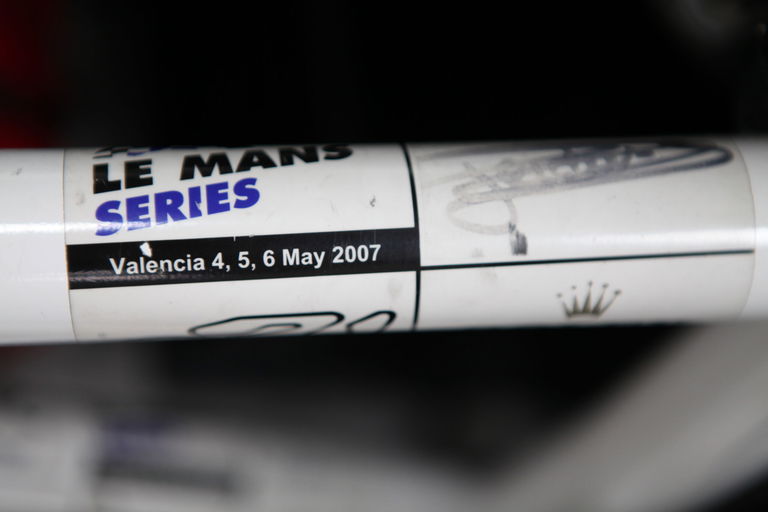 LE MANS
SERIES
Valencia 4, 5, 6 May 2007